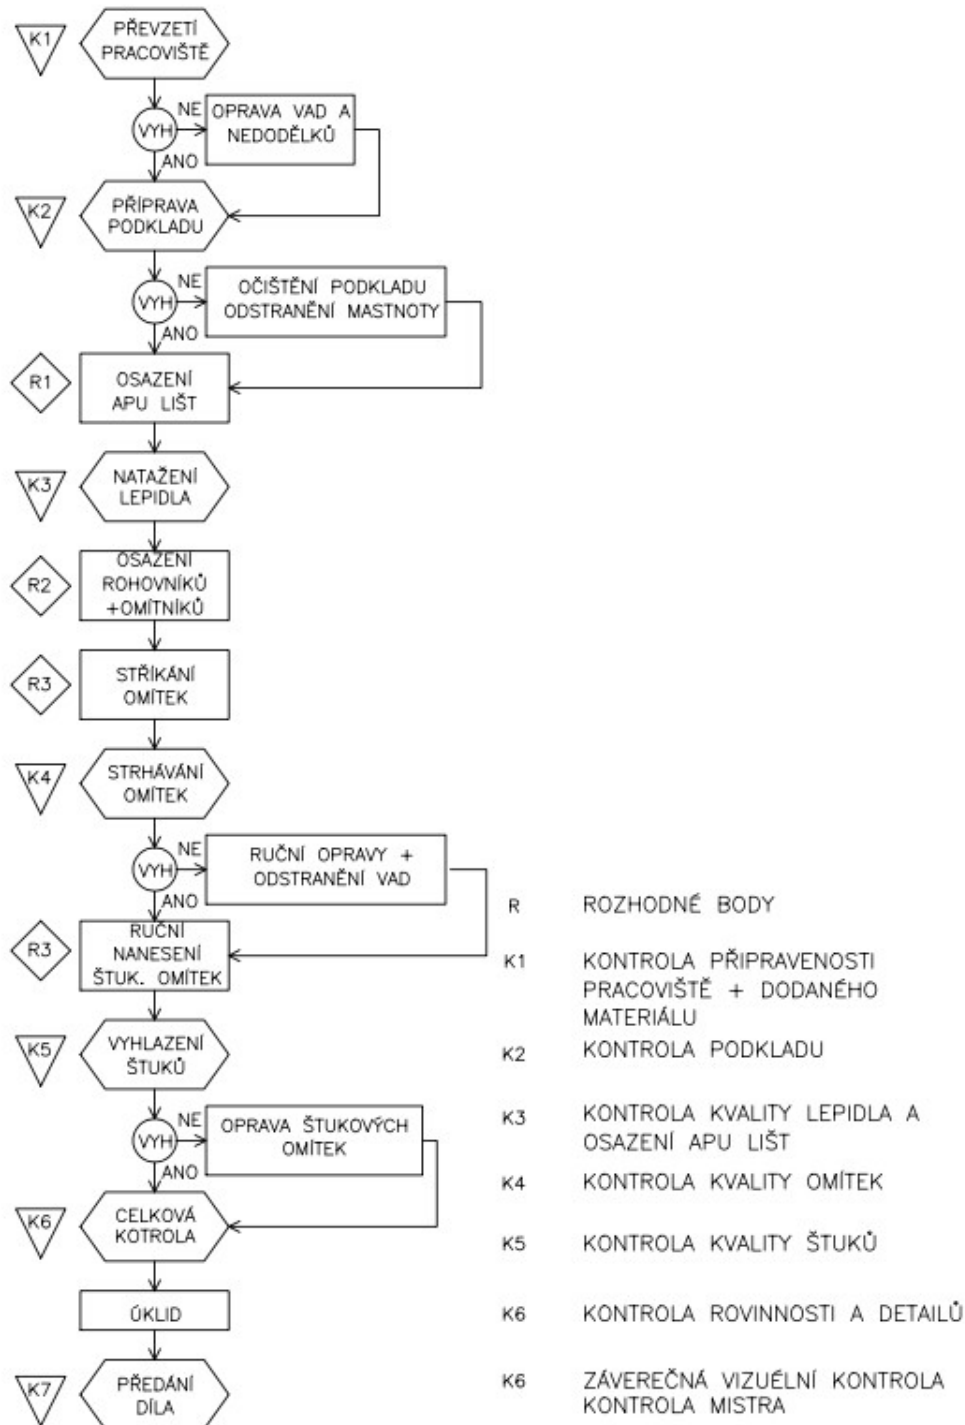 K1
PŘEVZETÍ
PRACOVIŠTĚ
VYH
NE
OPRAVA VAD A
NEDODĚLKŮ
ANO
K2
PŘÍPRAVA
PODKLADU
VYH
NE
OČIŠTĚNÍ PODKLADU
ODSTRANĚNÍ MASTNOTY
ANO
R1
OSAZENÍ
APU LIŠT
K3
NATAŽENÍ
LEPIDLA
R2
OSAZENÍ
ROHOVNÍKŮ
+OMÍTNÍKŮ
R3
STŘÍKÁNÍ
OMÍTEK
K4
STRHÁVÁNÍ
OMÍTEK
VYH
NE
RUČNÍ OPRAVY +
ODSTRANĚNÍ VAD
ANO
R3
RUČNÍ
NANESENÍ
ŠTUK. OMÍTEK
K5
VYHLAZENÍ
ŠTUKŮ
VYH
NE
OPRAVA ŠTUKOVÝCH
OMÍTEK
ANO
K6
CELKOVÁ
KOTROLA
ÚKLID
K7
PŘEDÁNÍ
DÍLA
R ROZHODNÉ BODY
K1 KONTROLA PŘIPRAVENOSTI
PRACOVIŠTĚ + DODANÉHO
MATERIÁLU
K2 KONTROLA PODKLADU
K3 KONTROLA KVALITY LEPIDLA A
OSAZENÍ APU LIŠT
K4 KONTROLA KVALITY OMÍTEK
K5 KONTROLA KVALITY ŠTUKŮ
K6 KONTROLA ROVINNOSTI A DETAILŮ
K6 ZÁVEREČNÁ VIZUÉLNÍ KONTROLA
KONTROLA MISTRA